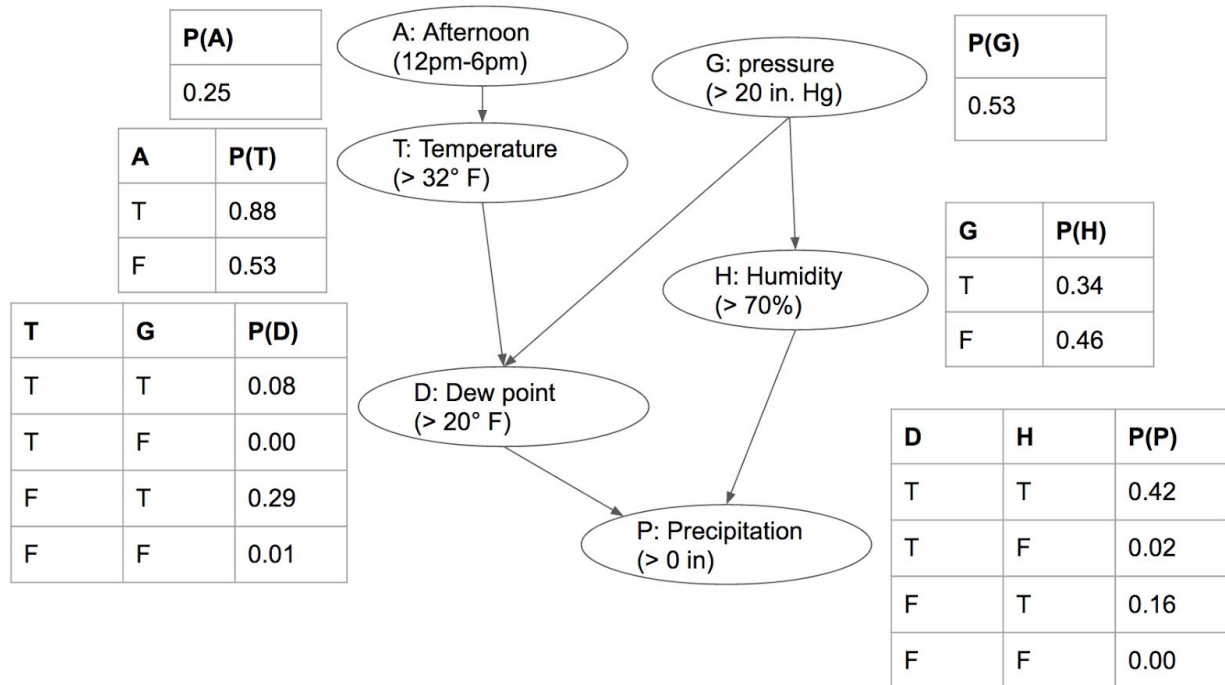 P(A)
0.25
A: Afternoon
(12pm-6pm)
G: pressure
(> 20 in. Hg)
P(G)
0.53
A P(T)
T 0.88
F 0.53
T: Temperature
(> 32° F)
G P(H)
T 0.34
F 0.46
H: Humidity
(> 70%)
T G P(D)
T T 0.08
T F 0.00
F T 0.29
F F 0.01
D: Dew point
(> 20° F)
D H P(P)
T T 0.42
T F 0.02
F T 0.16
F F 0.00
P: Precipitation
(> 0 in)